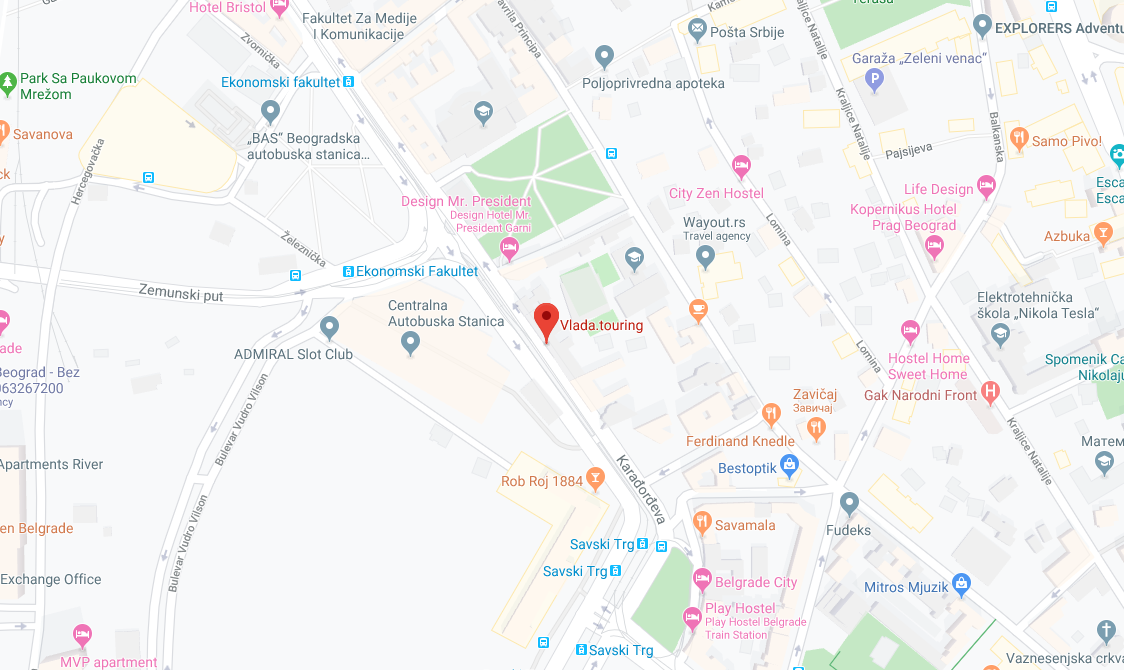 Hotel Bristol
Fakultet Za Medije
I Komunikacije
Gavrila Principa
Kraljice Natalije
Pošta Srbije
EXPLORERS Adventu
Garaža „Zeleni venac“
P
Zvornička
Ekonomski fakultet
Poljoprivredna apoteka
Park Sa Paukovom
Mrežom
Savanova
„BAS“ Beogradska
autobuska stanica...
Kraljice Natalije
Balkanska
Samo Pivo!
Pajsijeva
Hercegovačka
City Zen Hostel
Life Design
Esca
Esca
Design Mr. President
Design Hotel Mr.
President Garni
Wayout.rs
Travel agency
Lomina
Kopernikus Hotel
Prag Beograd
Azbuka
Železnička
Ekonomski Fakultet
Zemunski put
Centralna
Autobuska Stanica
Vlada.touring
Elektrotehnička
škola „Nikola Tesla“
ade
ADMIRAL Slot Club
Lomina
Hostel Home
Sweet Home
Spomenik Ca
Nikolaju
Beograd - Bez
063267200
ncy
Bulevar Vudro Vilson
Zavičaj
Завичај
Gak Narodni Front
H
Ferdinand Knedle
Kraljice Natalije
Матем
Apartments River
Bestoptik
Rob Roj 1884
Karađorđeva
Bulevar Vudro Vilson
en Belgrade
Savamala
Fudeks
Savski Trg
Savski Trg
Exchange Office
Belgrade City
Mitros Mjuzik
Play Hostel
Play Hostel Belgrade
Train Station
Savski Trg
MVP apartment
Vaznesenjska crkva